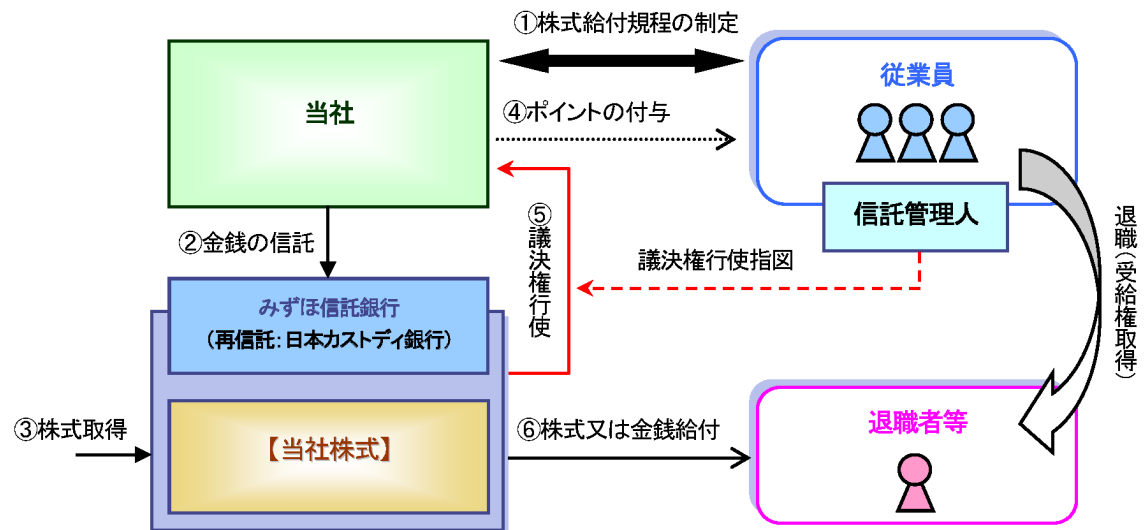 ①株式給付規程の制定
当社
従業員
④ポイントの付与
信託管理人
②金銭の信託
⑤議決権行使
議決権行使指図
退職（受給権取得）
みずほ信託銀行
（再信託：日本カストディ銀行）
③株式取得
【当社株式】
⑥株式又は金銭給付
退職者等